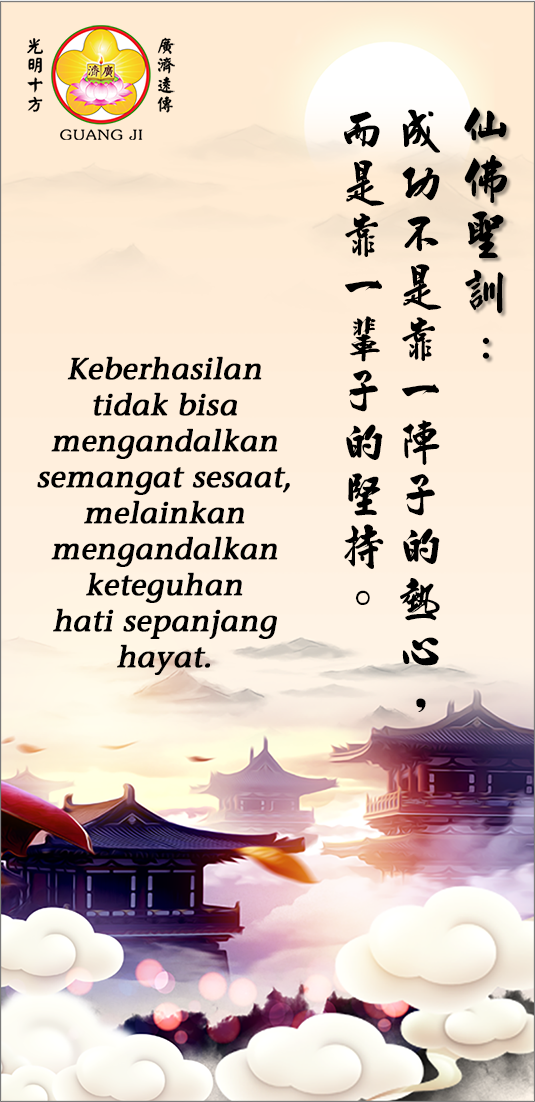 光明十方
濟廣
廣濟遠傳
GUANG JI
仙佛聖訓：
成功不是靠一陣子的熱心，
而是靠一輩子的堅持。
Keberhasilan
tidak bisa
mengandalkan
semangat sesaat,
melainkan
mengandalkan
keteguhan
hati sepanjang
hayat.